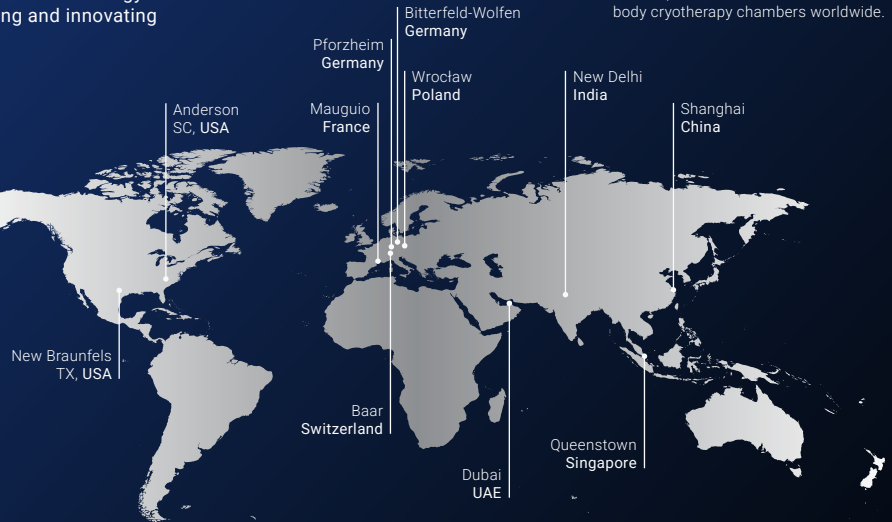 ng and innovating
body cryotherapy chambers worldwide.
Bitterfeld-Wolfen
Germany
Pforzheim
Germany
Wrocław
Poland
New Delhi
India
Anderson
SC, USA
Mauguio
France
Shanghai
China
New Braunfels
TX, USA
Baar
Switzerland
Queenstown
Singapore
Dubai
UAE